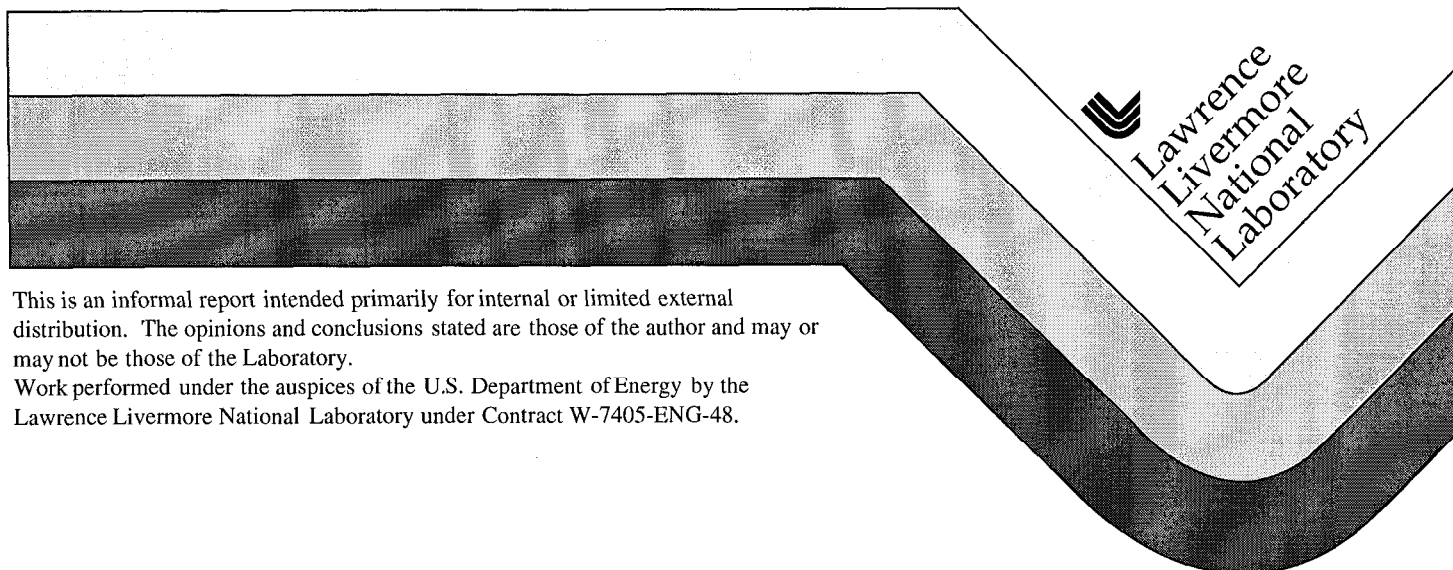 Lawrence
Livermore
National
Laboratory
This is an informal report intended primarily for internal or limited external
distribution. The opinions and conclusions stated are those of the author and may or
may not be those of the Laboratory.
Work performed under the auspices of the U.S. Department of Energy by the
Lawrence Livermore National Laboratory under Contract W-7405-ENG-48.